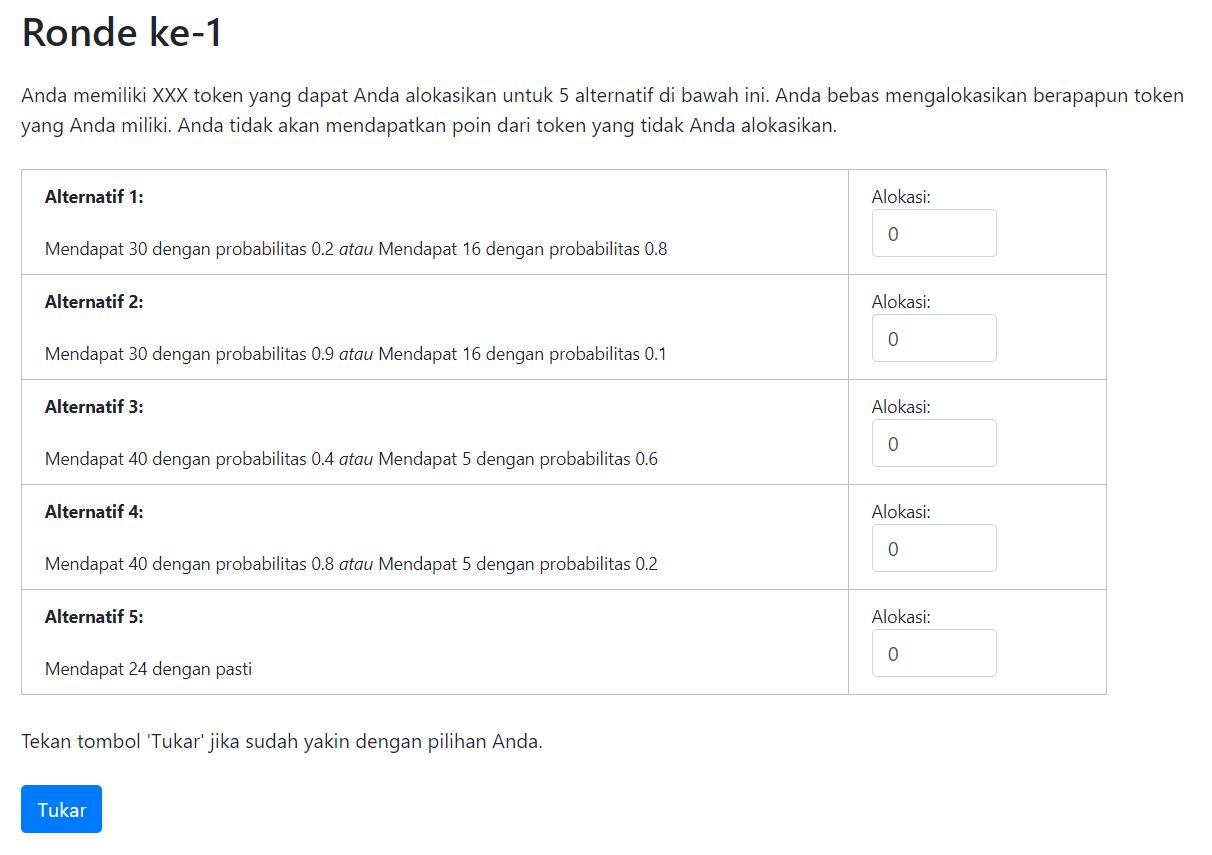 Ronde ke-1
Anda memiliki XXX token yang dapat Anda alokasikan untuk 5 alternatif di bawah ini. Anda bebas mengalokasikan berapapun token
yang Anda miliki. Anda tidak akan mendapatkan poin dari token yang tidak Anda alokasikan.
Alternatif 1:
Mendapat 30 dengan probabilitas 0.2 atau Mendapat 16 dengan probabilitas 0.8
Alokasi:
0
Alternatif 2:
Mendapat 30 dengan probabilitas 0.9 atau Mendapat 16 dengan probabilitas 0.1
Alokasi:
0
Alternatif 3:
Mendapat 40 dengan probabilitas 0.4 atau Mendapat 5 dengan probabilitas 0.6
Alokasi:
0
Alternatif 4:
Mendapat 40 dengan probabilitas 0.8 atau Mendapat 5 dengan probabilitas 0.2
Alokasi:
0
Alternatif 5:
Mendapat 24 dengan pasti
Alokasi:
0
Tekan tombol 'Tukar' jika sudah yakin dengan pilihan Anda.
Tukar